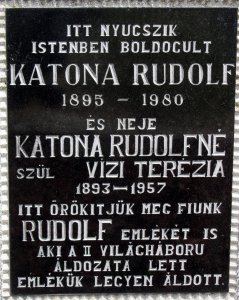 ITT NYUGSZIK
ISTENBEN BOLDOGULT
KATONA RUDOLF
1895 - 1980
ÉS NEJE
KATONA RUDOLFNÉ
SZÜL VÍZI TERÉZIA
1893-1957
ITT ÖRÖKITJÜK MEG FIUNK
RUDOLF EMLÉKÉT IS
AKI A II VILÁGHÁBORU
ÁLDOZATA LETT
EMLÉKÜK LEGYEN ÁLDOTT.